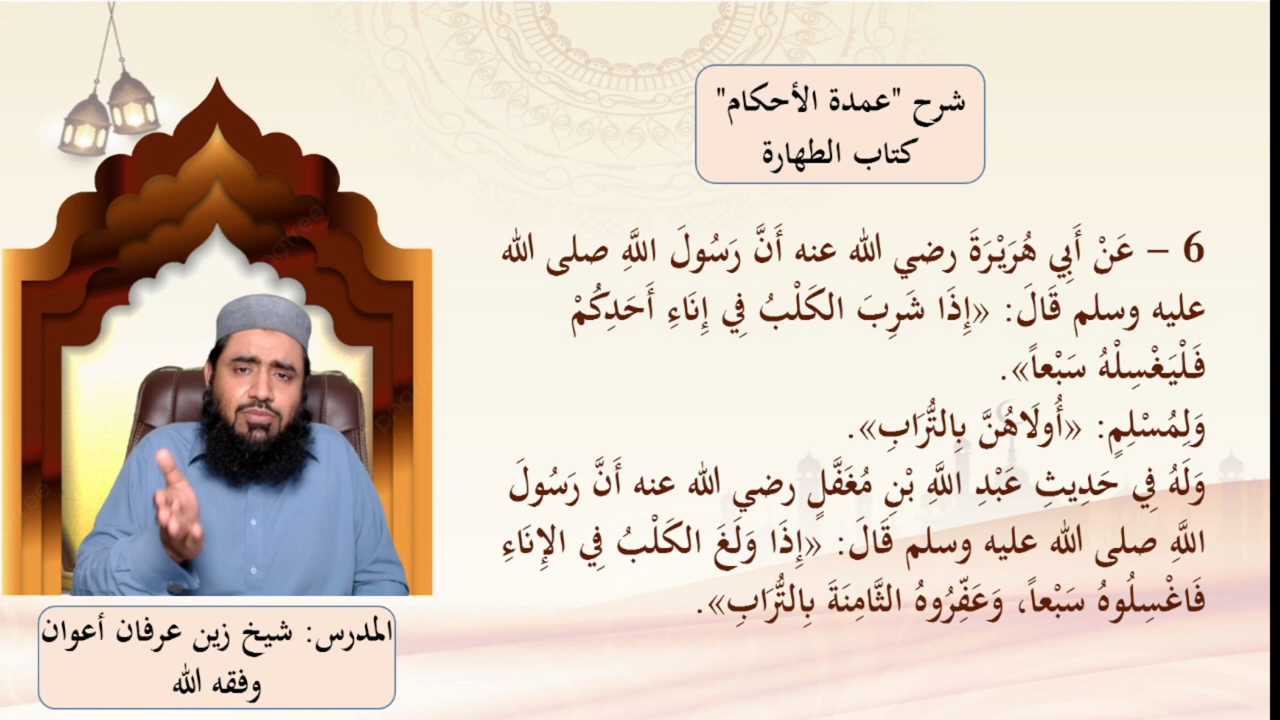 شرح "عمدة الأحكام"
كتاب الطهارة
6 – عَنْ أَبِي هُرَيْرَةَ رضي الله عنه أَنَّ رَسُولَ اللَّهِ صلى الله
عليه وسلم قَالَ: «إِذَا شَرِبَ الكَلْبُ فِي إِنَاءِ أَحَدِكُمْ
فَلْيَغْسِلْهُ سَبْعاً».
وَلِمُسْلِمٍ: «أُولَاهُنَّ بِالتُّرَابِ».
وَلَهُ فِي حَدِيثِ عَبْدِ اللَّهِ بْنِ مُغَفَّلٍ رضي الله عنه أَنَّ رَسُولَ
اللَّهِ صلى الله عليه وسلم قَالَ: «إِذَا وَلَغَ الكَلْبُ فِي الإِنَاءِ
فَاغْسِلُوهُ سَبْعاً، وَعَفِّرُوهُ الثَّامِنَةَ بِالتُّرَابِ».
المدرس: شيخ زين عرفان أعوان
وفقه الله